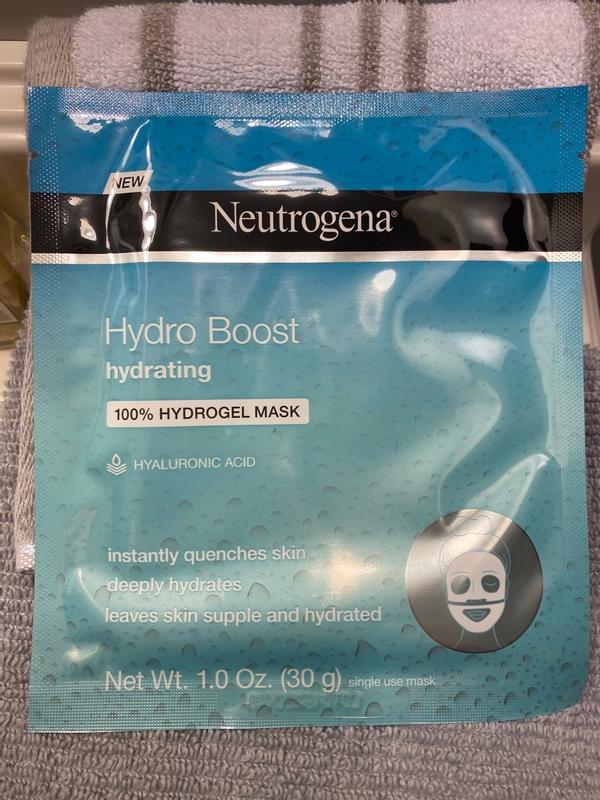 NEW
Neutrogena®
Hydro Boost
hydrating
100% HYDROGEL MASK
HYALURONIC ACID
instantly quenches skin
deeply hydrates
leaves skin supple and hydrated
Net Wt. 1.0 Oz. (30 g) single use mask